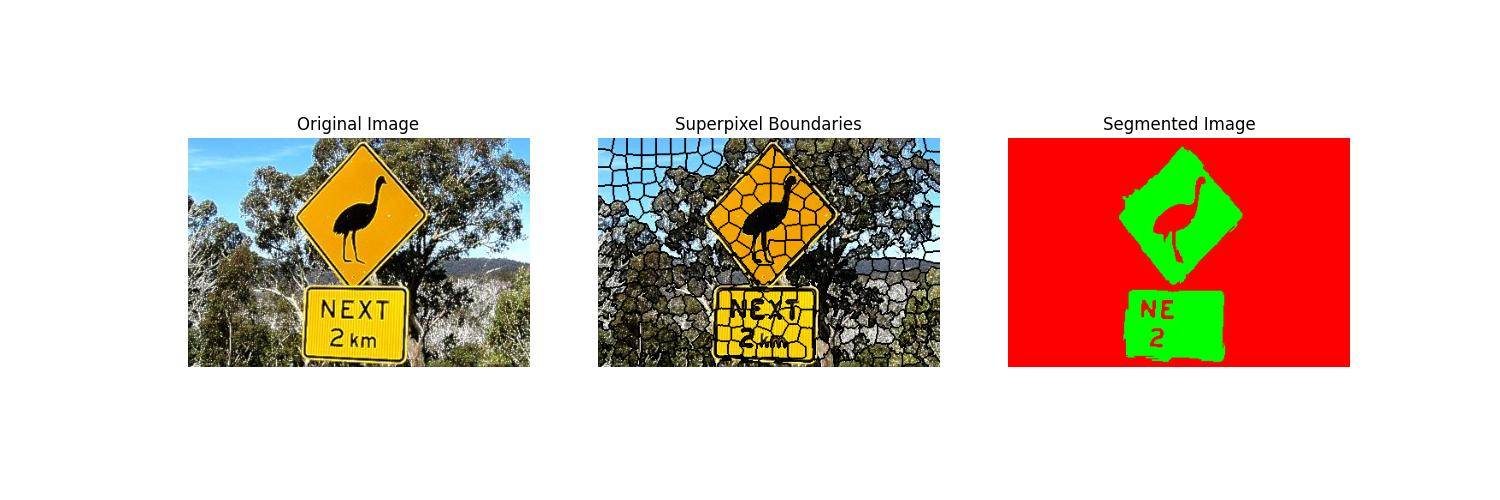 Original Image
Superpixel Boundaries
Segmented Image
NEXT
2 km
NEXT
2 km
NE
2